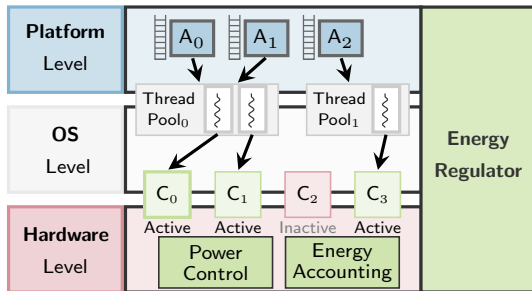 Platform
Level
A0
A1
A2
Thread
Pool0
Thread
Pool1
OS
Level
Energy
Regulator
C0
C1
C2
C3
Active
Active
Inactive
Active
Hardware
Level
Power
Control
Energy
Accounting